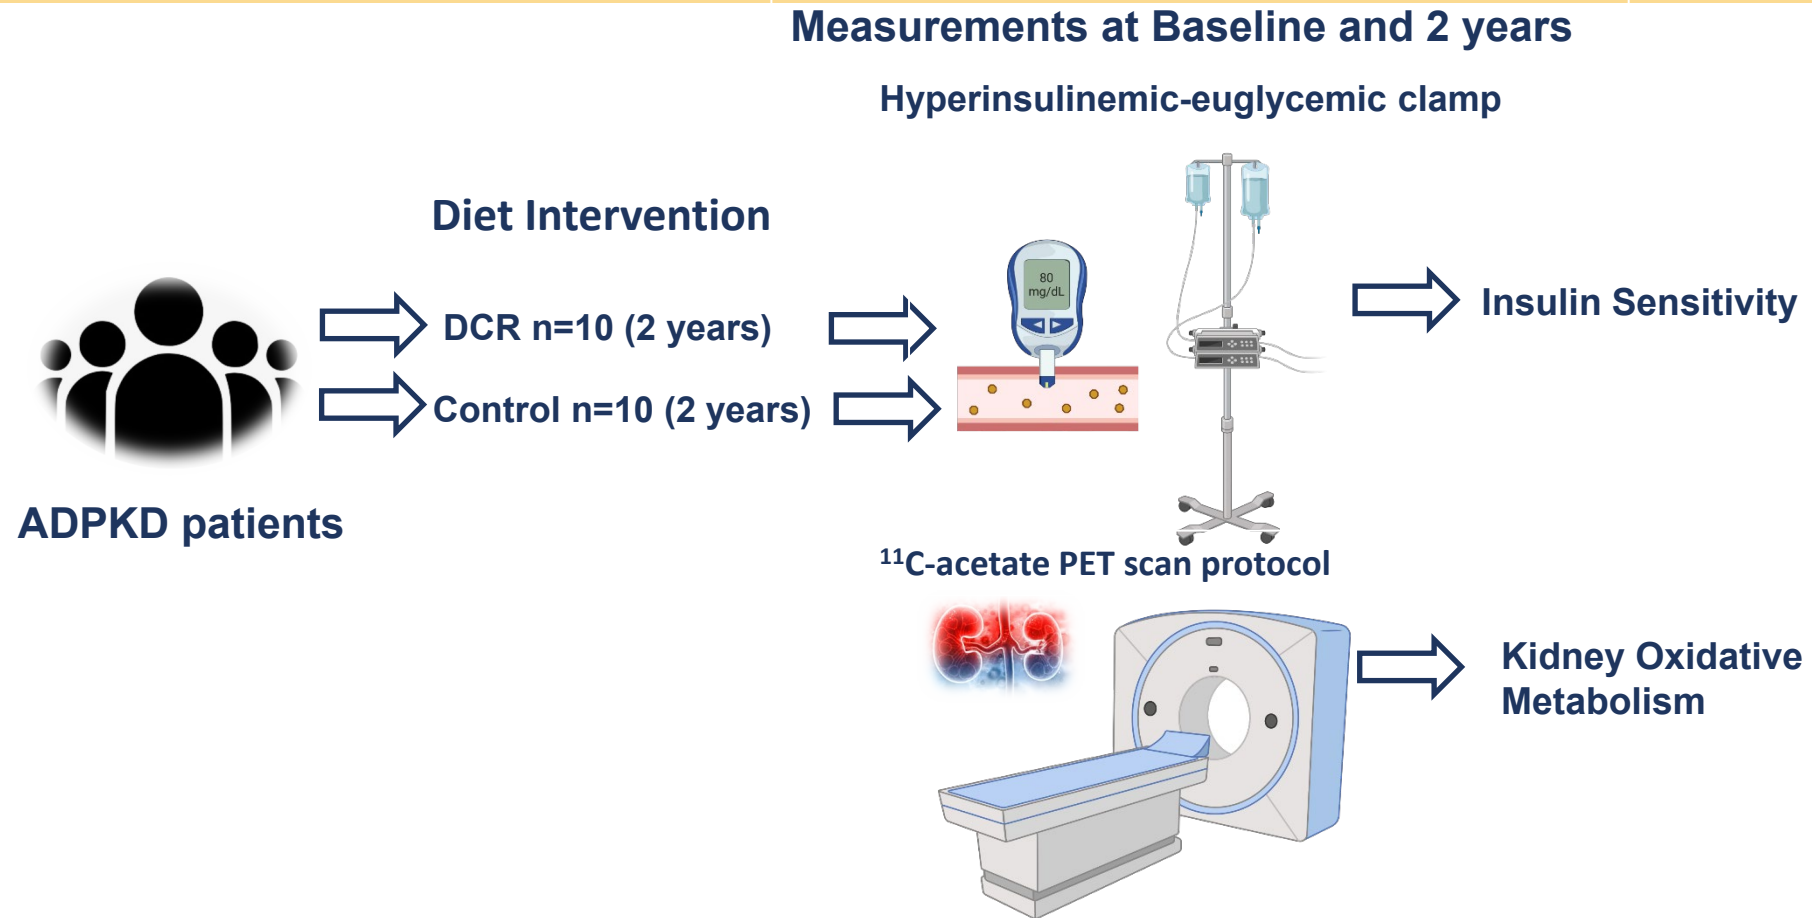 Measurements at Baseline and 2 years
Hyperinsulinemic-euglycemic clamp
Diet Intervention
80
mg/dL
DCR n=10 (2 years)
Insulin Sensitivity
Control n=10 (2 years)
ADPKD patients
¹¹C-acetate PET scan protocol
Kidney Oxidative
Metabolism